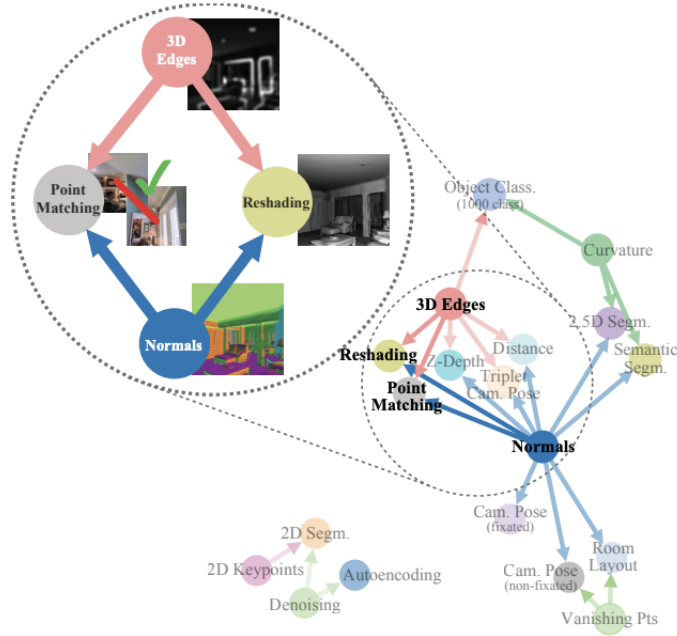 3D
Edges
Point
Matching
Reshading
Normals
Object Class.
(1000 class)
Curvature
3D Edges
2.5D Segm.
Reshading
Z-Depth
Distance
Semantic
Segm.
Point
Matching
Triplet
Cam. Pose
Normals
Cam. Pose
(fixated)
2D Segm.
2D Keypoints
Autoencoding
Denoising
Cam. Pose
(non-fixated)
Room
Layout
Vanishing Pts